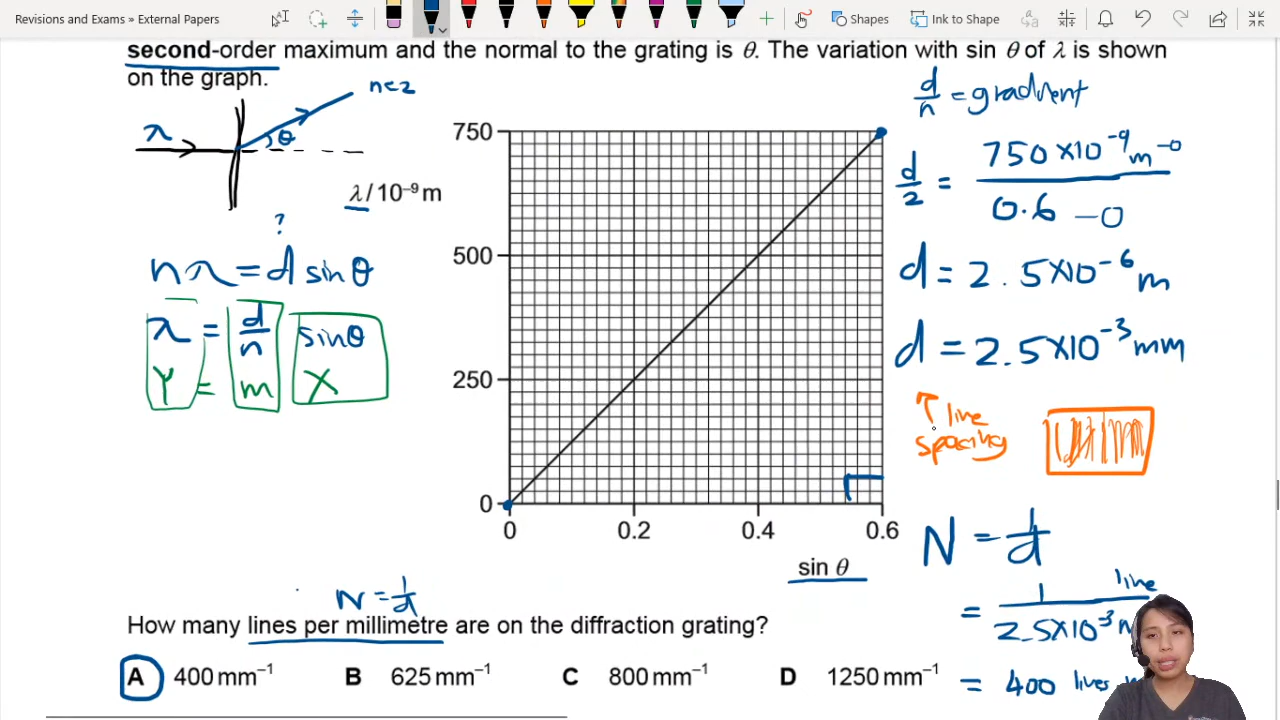 Revisions and Exams » External Papers
Shapes
Ink to Shape
second-order maximum and the normal to the grating is θ. The variation with sin θ of λ is shown
on the graph.
λ
θ
n=2
λ/10⁻⁹ m
?
nλ = d sinθ
λ = d/n sinθ
Y = m X
750
500
250
0
0 0.2 0.4 0.6
sin θ
d/n = gradient
d/2 = 750×10⁻⁹m -0 / 0.6 -0
d = 2.5×10⁻⁶ m
d = 2.5×10⁻³ mm
↑ line
spacing
N = 1/d
= 1 line / 2.5×10⁻³
= 400 lines
N = 1/d
How many lines per millimetre are on the diffraction grating?
A 400 mm⁻¹ B 625 mm⁻¹ C 800 mm⁻¹ D 1250 mm⁻¹